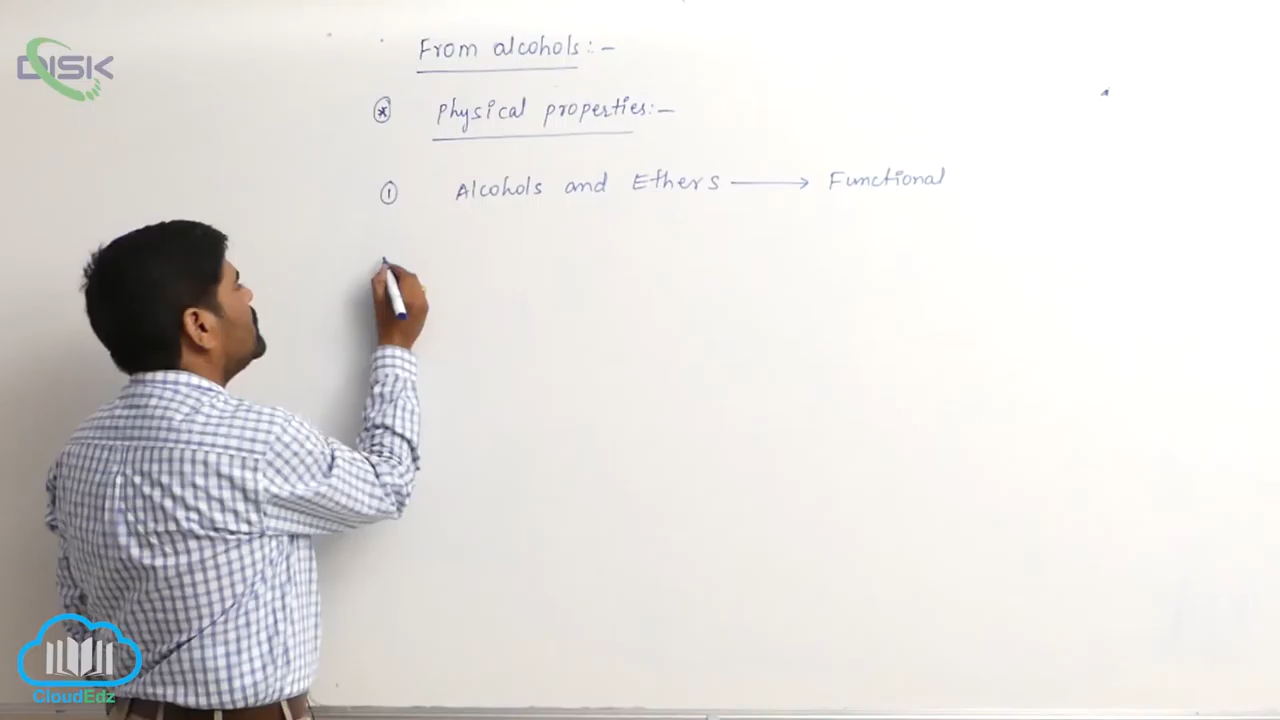 DISK
From alcohols:-
* Physical properties:-
1 Alcohols and Ethers ⟶ Functional
CloudEdz